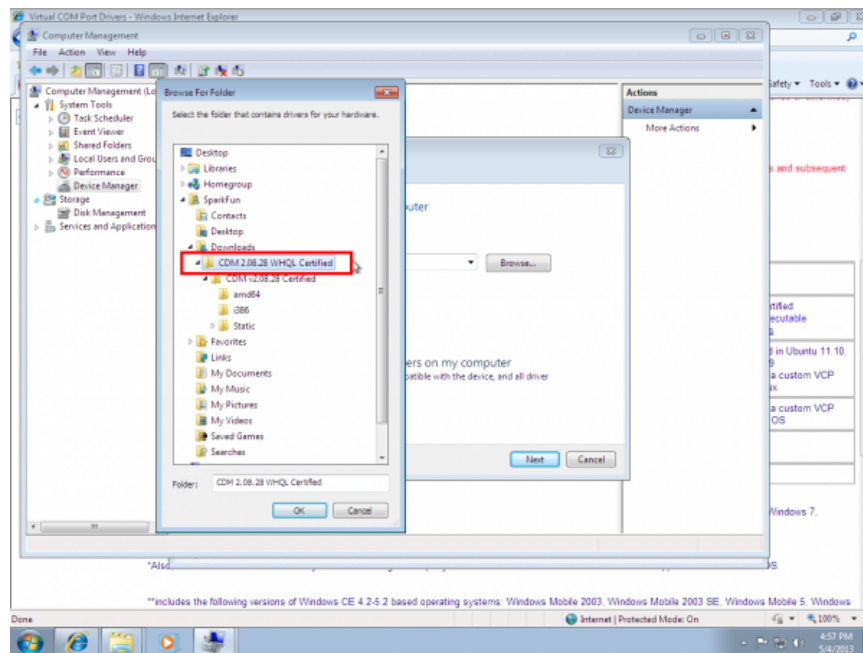 Virtual COM Port Drivers - Windows Internet Explorer
Computer Management
File Action View Help
Safety Tools
Computer Management (Lo
System Tools
Task Scheduler
Event Viewer
Shared Folders
Local Users and Grou
Performance
Device Manager
Storage
Disk Management
Services and Application
Browse For Folder
Select the folder that contains drivers for your hardware.
Desktop
Libraries
Homegroup
SparkFun
Contacts
Desktop
Downloads
CDM 2.08.28 WHQL Certified
CDM v2.08.28 Certified
amd64
i386
Static
Favorites
Links
My Documents
My Music
My Pictures
My Videos
Saved Games
Searches
Folder: CDM 2.08.28 WHQL Certified
OK Cancel
uter
Browse...
ers on my computer
patible with the device, and all driver
Next Cancel
Actions
Device Manager
More Actions
s and subsequent
rtified
ecutable
d in Ubuntu 11.10,
9
a custom VCP
ux
a custom VCP
OS
Windows 7,
*Also,
OS.
**includes the following versions of Windows CE 4.2-5.2 based operating systems: Windows Mobile 2003, Windows Mobile 2003 SE, Windows Mobile 5, Windows
Done
Internet | Protected Mode: On
100%
4:57 PM
5/4/2013